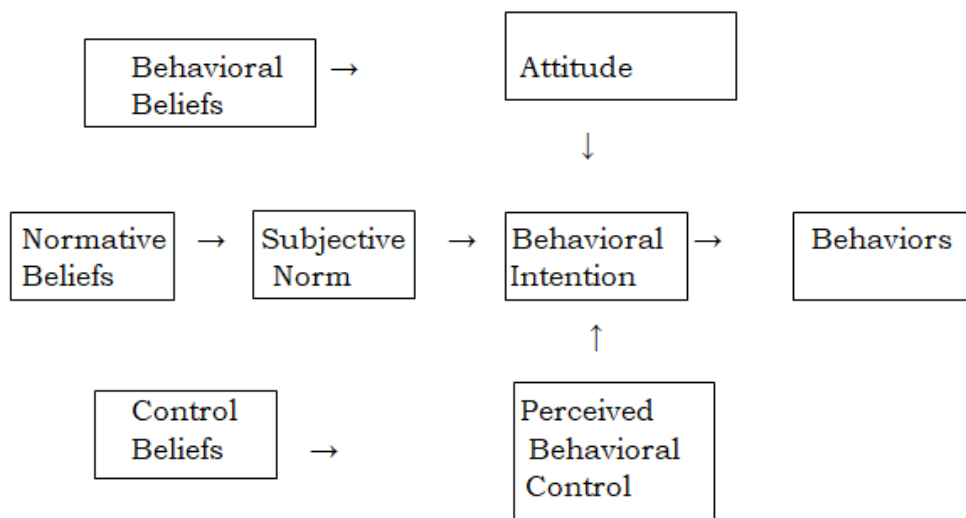 Behavioral
Beliefs
→
Attitude
↓
Normative
Beliefs
→
Subjective
Norm
→
Behavioral
Intention
→
Behaviors
↑
Control
Beliefs
→
Perceived
Behavioral
Control